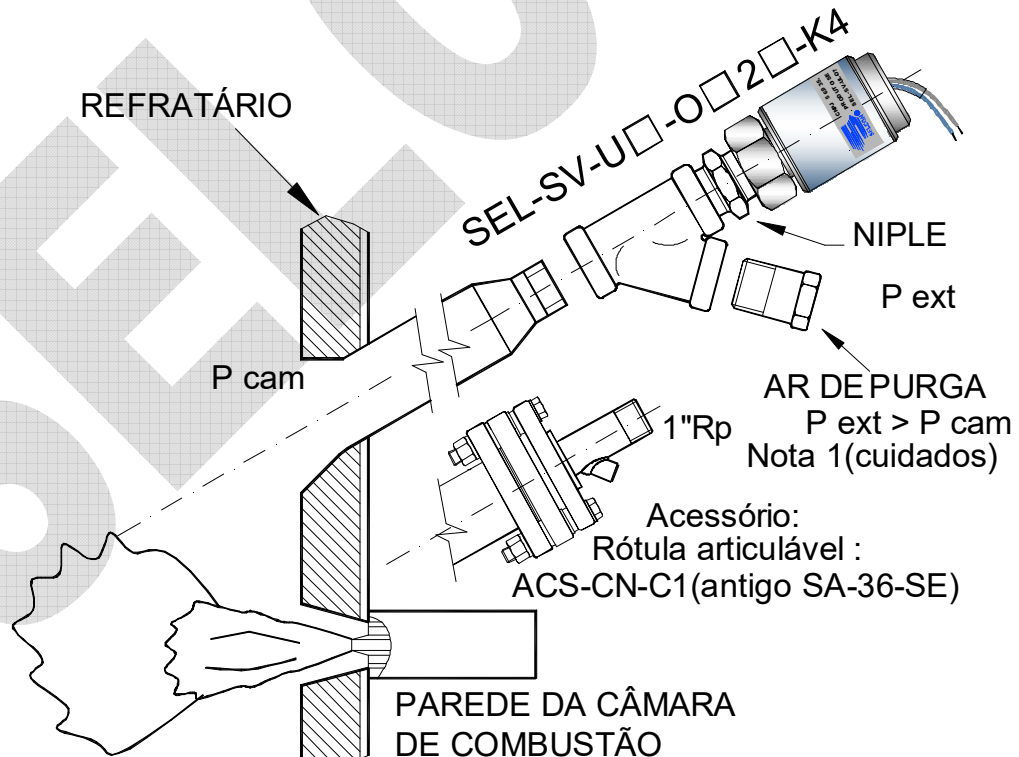 REFRATÁRIO
SEL-SV-U□-O□2□-K4
NIPLE
P ext
P cam
AR DE PURGA
P ext > P cam
Nota 1(cuidados)
1"Rp
Acessório:
Rótula articulável :
ACS-CN-C1(antigo SA-36-SE)
PAREDE DA CÂMARA
DE COMBUSTÃO